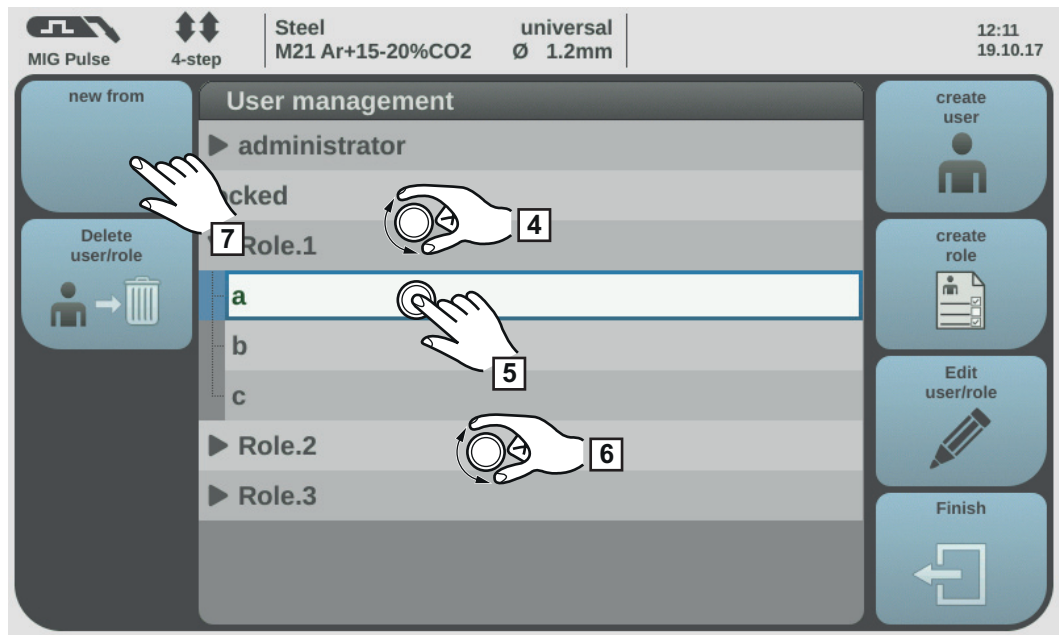 MIG Pulse
4-step
Steel universal
M21 Ar+15-20%CO2 Ø 1.2mm
12:11
19.10.17
new from
Delete
user/role
User management
administrator
ocked
Role.1
a
b
c
Role.2
Role.3
4
5
6
7
create
user
create
role
Edit
user/role
Finish